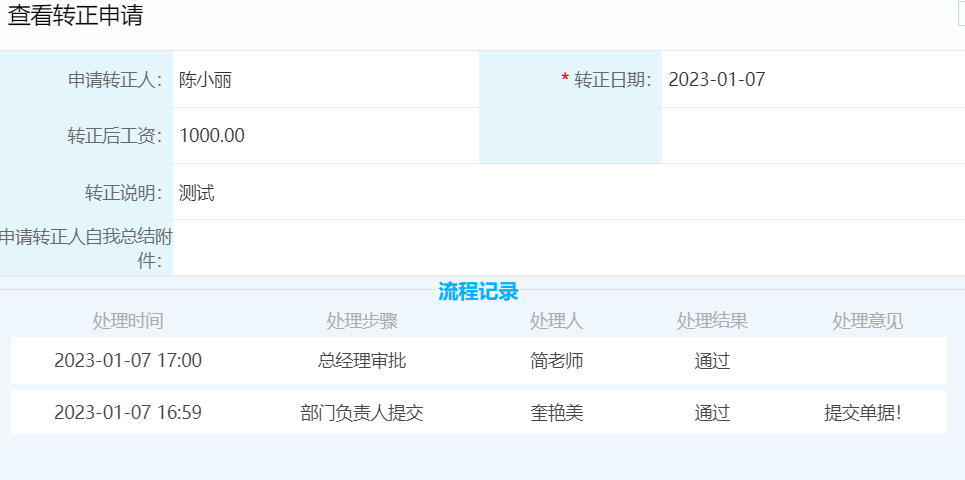 查看转正申请
申请转正人： 陈小丽 * 转正日期： 2023-01-07
转正后工资： 1000.00
转正说明： 测试
申请转正人自我总结附
件：
流程记录
处理时间 处理步骤 处理人 处理结果 处理意见
2023-01-07 17:00 总经理审批 简老师 通过
2023-01-07 16:59 部门负责人提交 奎艳美 通过 提交单据！